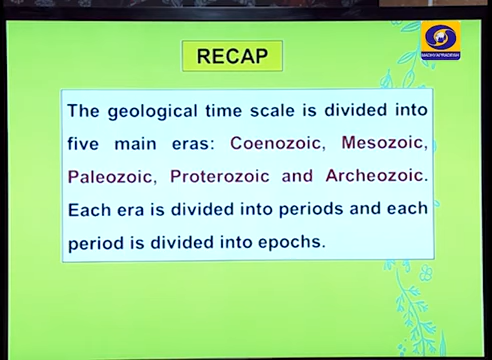 RECAP
The geological time scale is divided into
five main eras: Coenozoic, Mesozoic,
Paleozoic, Proterozoic and Archeozoic.
Each era is divided into periods and each
period is divided into epochs.
MADHYAPRADESH